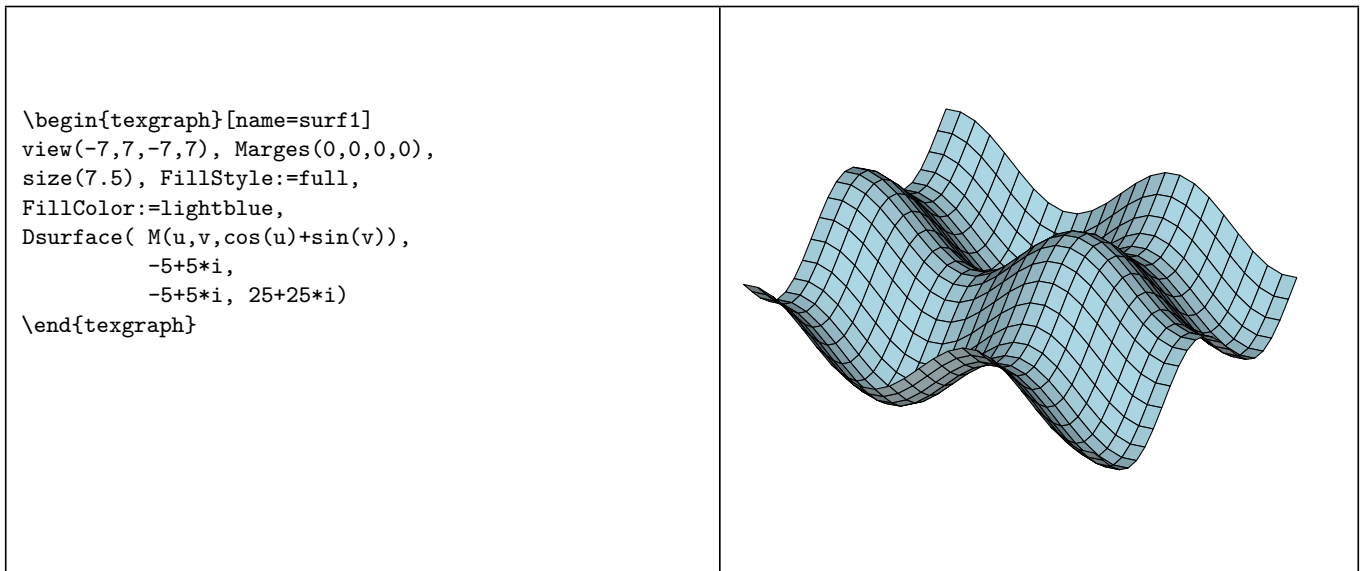 \begin{texgraph}[name=surf1]
view(-7,7,-7,7), Marges(0,0,0,0),
size(7.5), FillStyle:=full,
FillColor:=lightblue,
Dsurface( M(u,v,cos(u)+sin(v)),
          -5+5*i,
          -5+5*i, 25+25*i)
\end{texgraph}